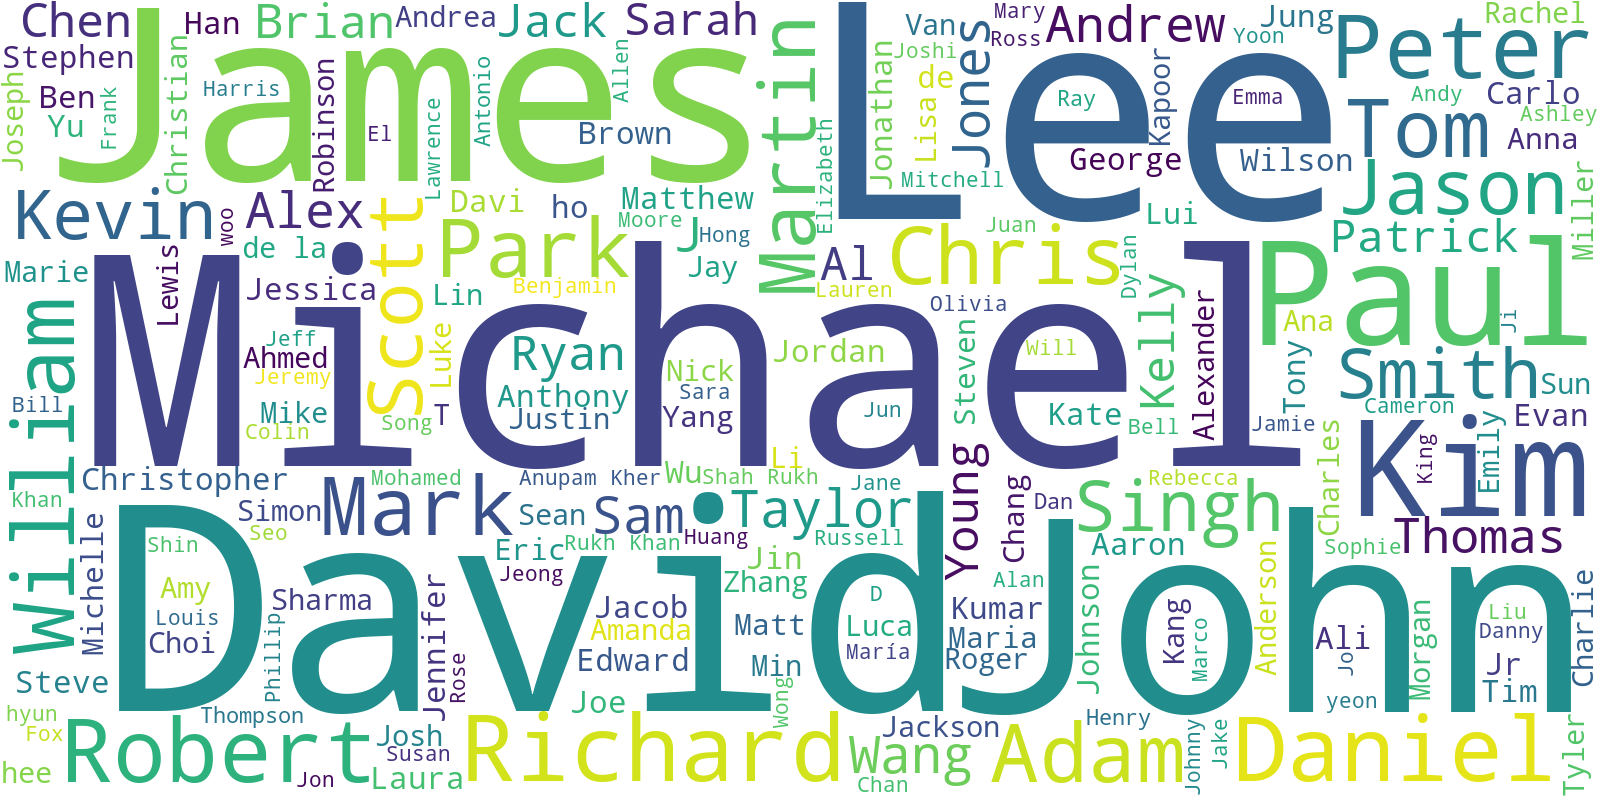 Chen
Han
Brian
Andrea
Jack
Sarah
James
Lee
Martin
Van
Mary
Ross
Andrew
Jung
Yoon
Rachel
Peter
Stephen
Christian
Joseph
Ben
Yu
Frank
Harris
Robinson
El
Lawrence
Antonio
Allen
Brown
Jonathan
Joshi
de
Lisa
Jones
Ray
Kapoor
Emma
George
Wilson
Tom
Andy
Carlo
Ashley
Anna
Elizabeth
Mitchell
Jason
Miller
Kevin
woo
Alex
Scott
Davi
ho
Matthew
Moore
J
Hong
Juan
Lui
Patrick
Marie
Lewis
de la
Jessica
Park
Lin
Benjamin
Jay
Al
Lauren
Chris
Olivia
Dylan
Kelly
Alexander
Paul
Ana
Ji
Michael
William
Jeff
Ahmed
Jeremy
Luke
Ryan
Nick
Jordan
Steven
Will
Tony
Smith
Sun
Bill
Mike
Colin
Song
T
Anthony
Justin
Sara
Yang
Jun
Kate
Bell
Jamie
Cameron
Evan
Li
Young
Kim
King
Emily
Charles
Khan
Christopher
Mohamed
Anupam Kher
Wu
Shah Rukh
Jane
Dan
Rebecca
Michelle
Simon
Seo
Mark
Sean
Sam
Taylor
Chang
Singh
Thomas
Shin
Eric
Rukh Khan
Huang
Russell
Aaron
Sophie
David
John
Amy
Louis
Choi
Sharma
Phillip
Jennifer
Rose
Jeong
Jin
Zhang
Alan
Jacob
Amanda
Edward
Matt
Min
D
Luca
María
Kumar
Maria
Roger
Johnson
Kang
Marco
Anderson
Ali
Jo
Morgan
Liu
Danny
Jr
Tim
Charlie
Steve
Joe
Wong
yeon
hyun
Fox
hee
Robert
Thompson
Jon
Josh
Susan
Laura
Richard
Wang
Chan
Jackson
Adam
Henry
Johnny
Jake
Daniel
Tyler